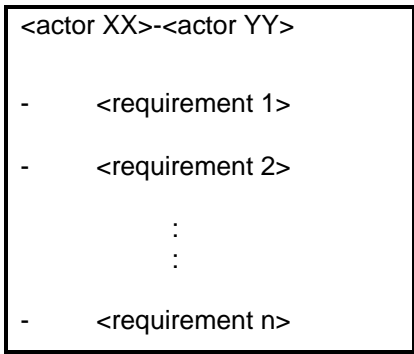 <actor XX>-<actor YY>
- <requirement 1>
- <requirement 2>
:
:
- <requirement n>